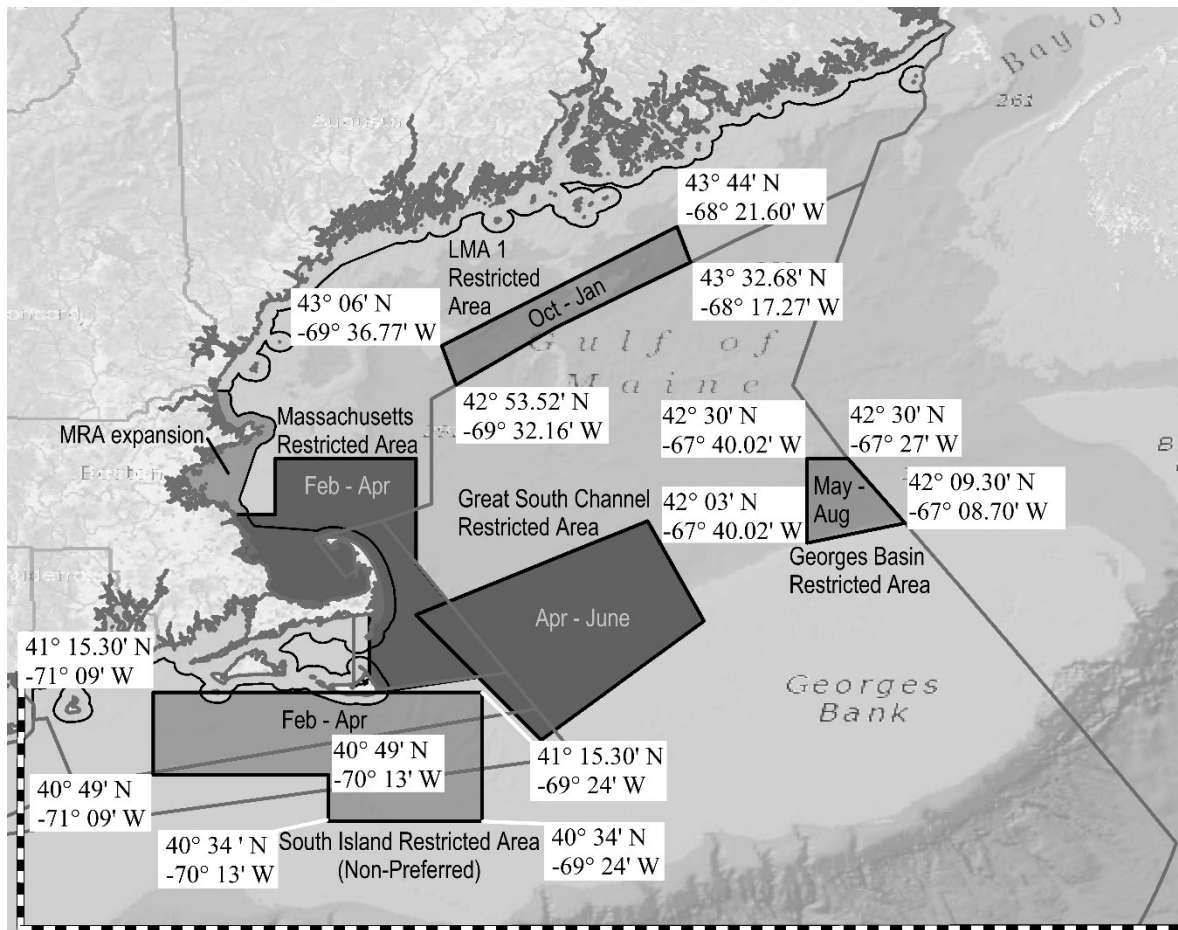 Bay of
261
Augusta
43° 44' N
-68° 21.60' W
LMA 1
Restricted
Area
43° 06' N
-69° 36.77' W
Oct - Jan
43° 32.68' N
-68° 17.27' W
Gulf of
Maine
42° 53.52' N
-69° 32.16' W
Massachusetts
Restricted Area
MRA expansion
Boston
Feb - Apr
42° 30' N
-67° 40.02' W
42° 30' N
-67° 27' W
Great South Channel
Restricted Area
42° 03' N
-67° 40.02' W
May -
Aug
42° 09.30' N
-67° 08.70' W
Georges Basin
Restricted Area
Apr - June
41° 15.30' N
-71° 09' W
Georges
Bank
Feb - Apr
40° 49' N
-70° 13' W
41° 15.30' N
-69° 24' W
40° 49' N
-71° 09' W
40° 34 ' N
-70° 13' W
South Island Restricted Area
(Non-Preferred)
40° 34' N
-69° 24' W